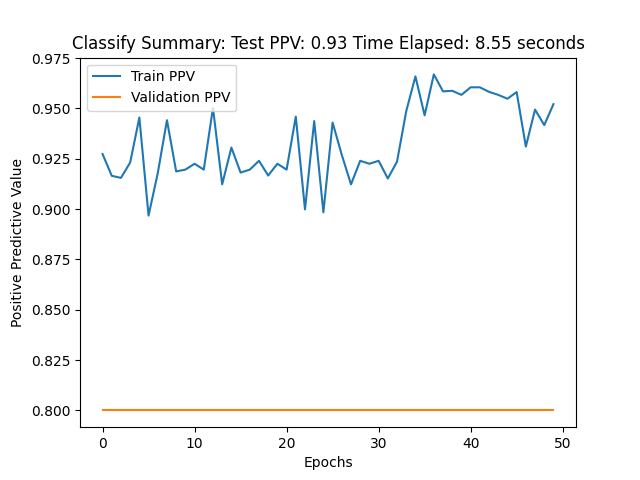 Classify Summary: Test PPV: 0.93 Time Elapsed: 8.55 seconds
Train PPV
Validation PPV
Positive Predictive Value
0.975
0.950
0.925
0.900
0.875
0.850
0.825
0.800
0 10 20 30 40 50
Epochs